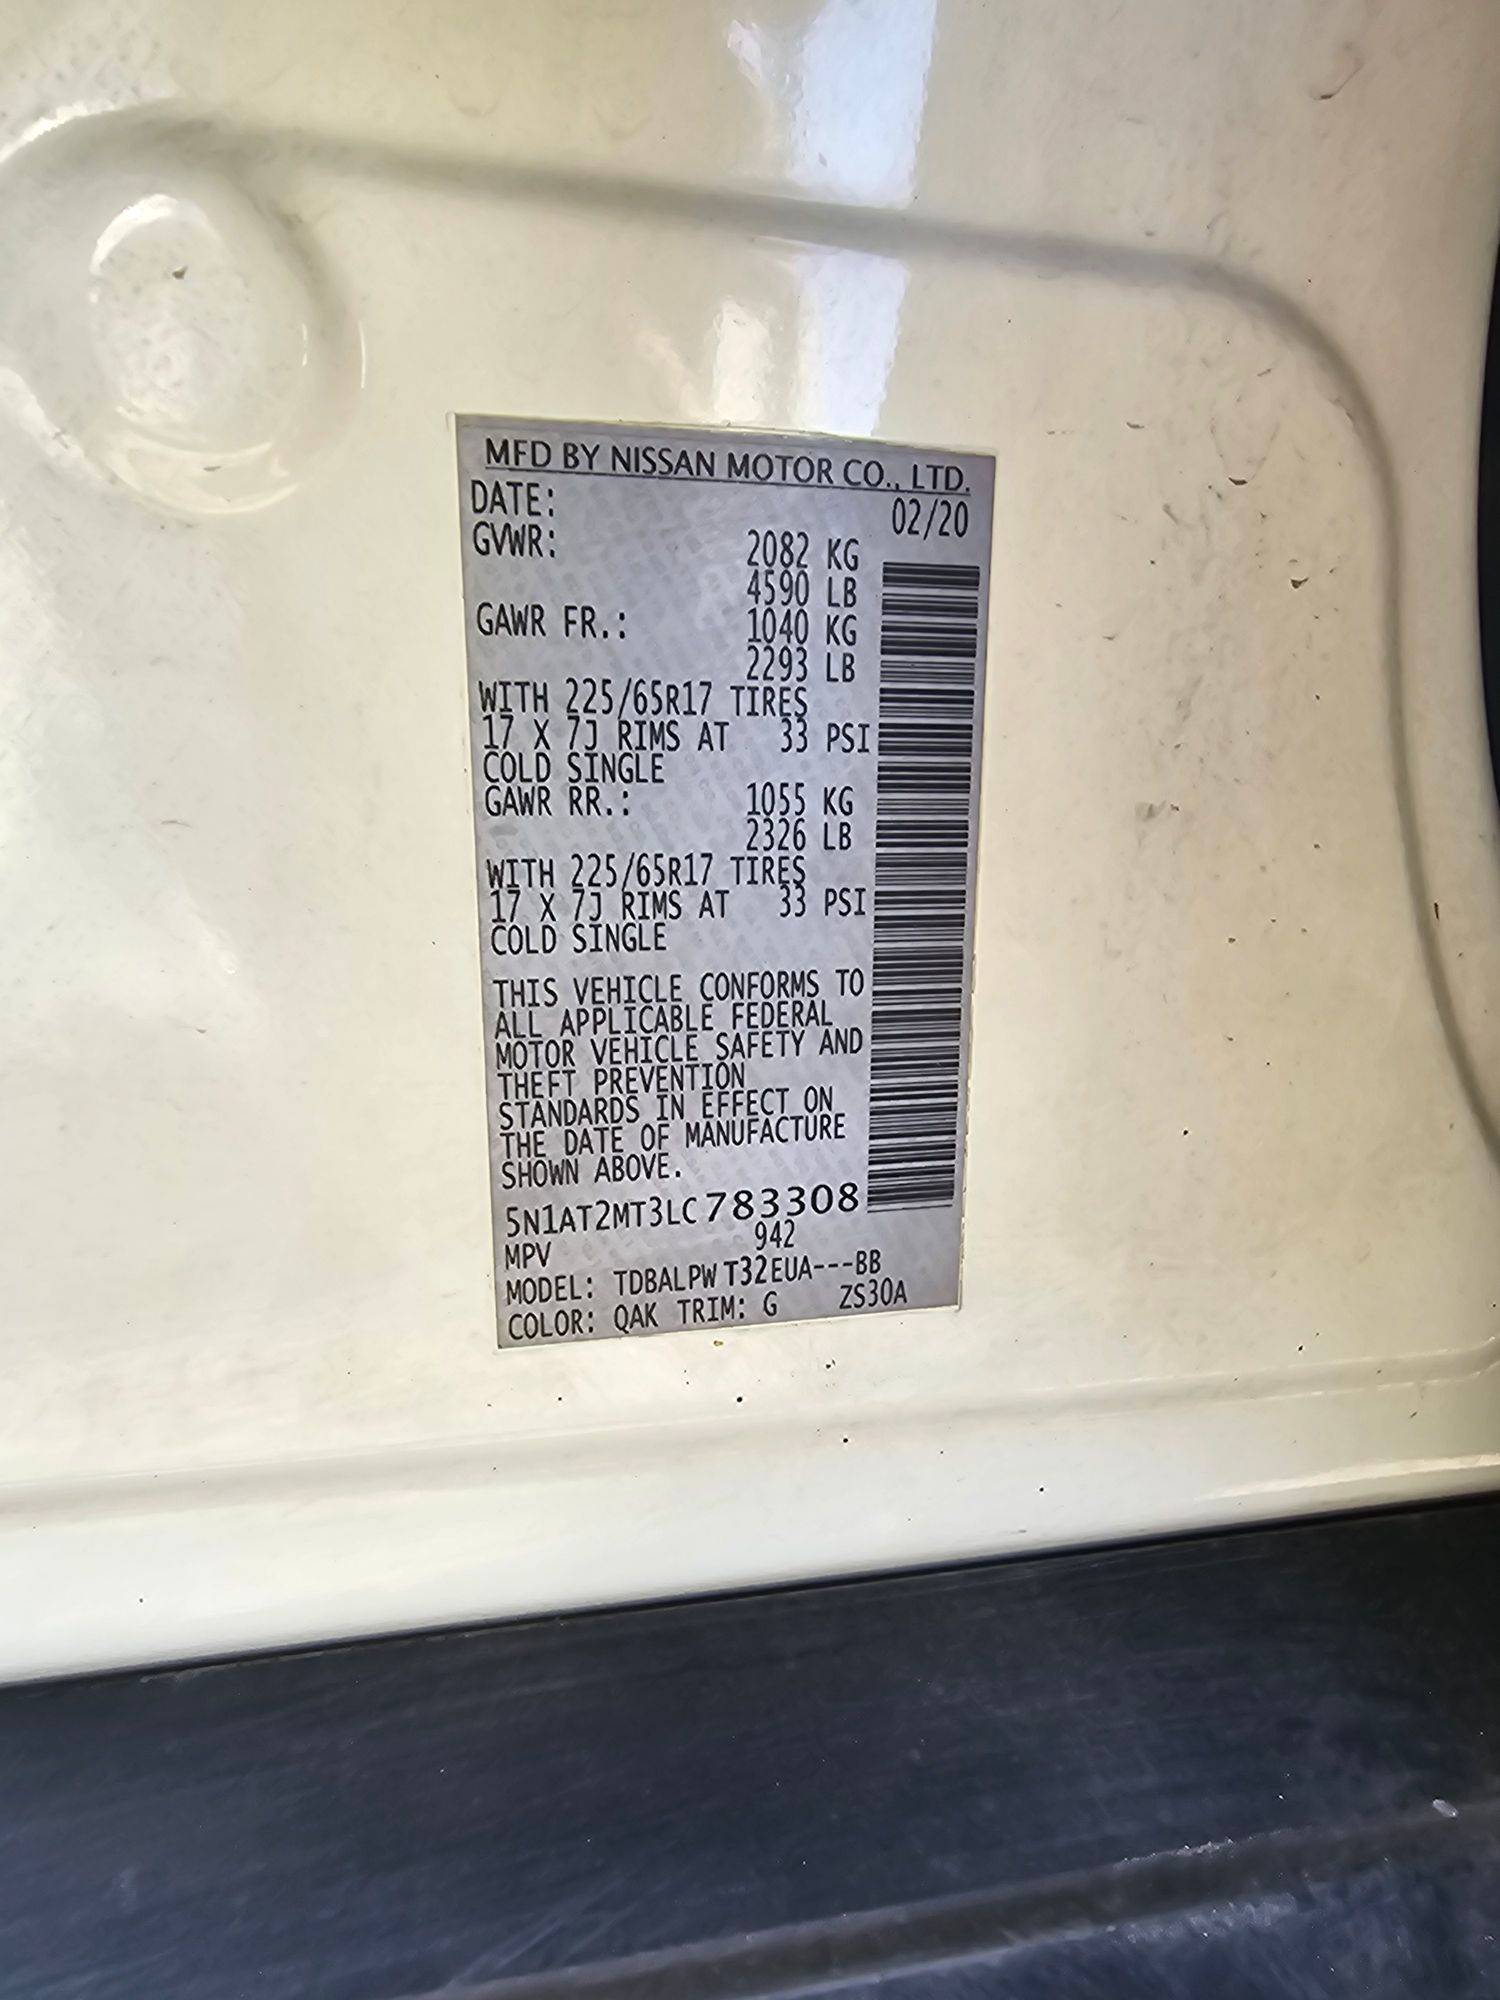 MFD BY NISSAN MOTOR CO., LTD.
DATE: 02/20
GVWR: 2082 KG
4590 LB
GAWR FR.: 1040 KG
2293 LB
WITH 225/65R17 TIRES
17 X 7J RIMS AT 33 PSI
COLD SINGLE
GAWR RR.: 1055 KG
2326 LB
WITH 225/65R17 TIRES
17 X 7J RIMS AT 33 PSI
COLD SINGLE
THIS VEHICLE CONFORMS TO
ALL APPLICABLE FEDERAL
MOTOR VEHICLE SAFETY AND
THEFT PREVENTION
STANDARDS IN EFFECT ON
THE DATE OF MANUFACTURE
SHOWN ABOVE.
5N1AT2MT3LC783308
MPV 942
MODEL: TDBALPW T32EUA---BB
COLOR: QAK TRIM: G ZS30A